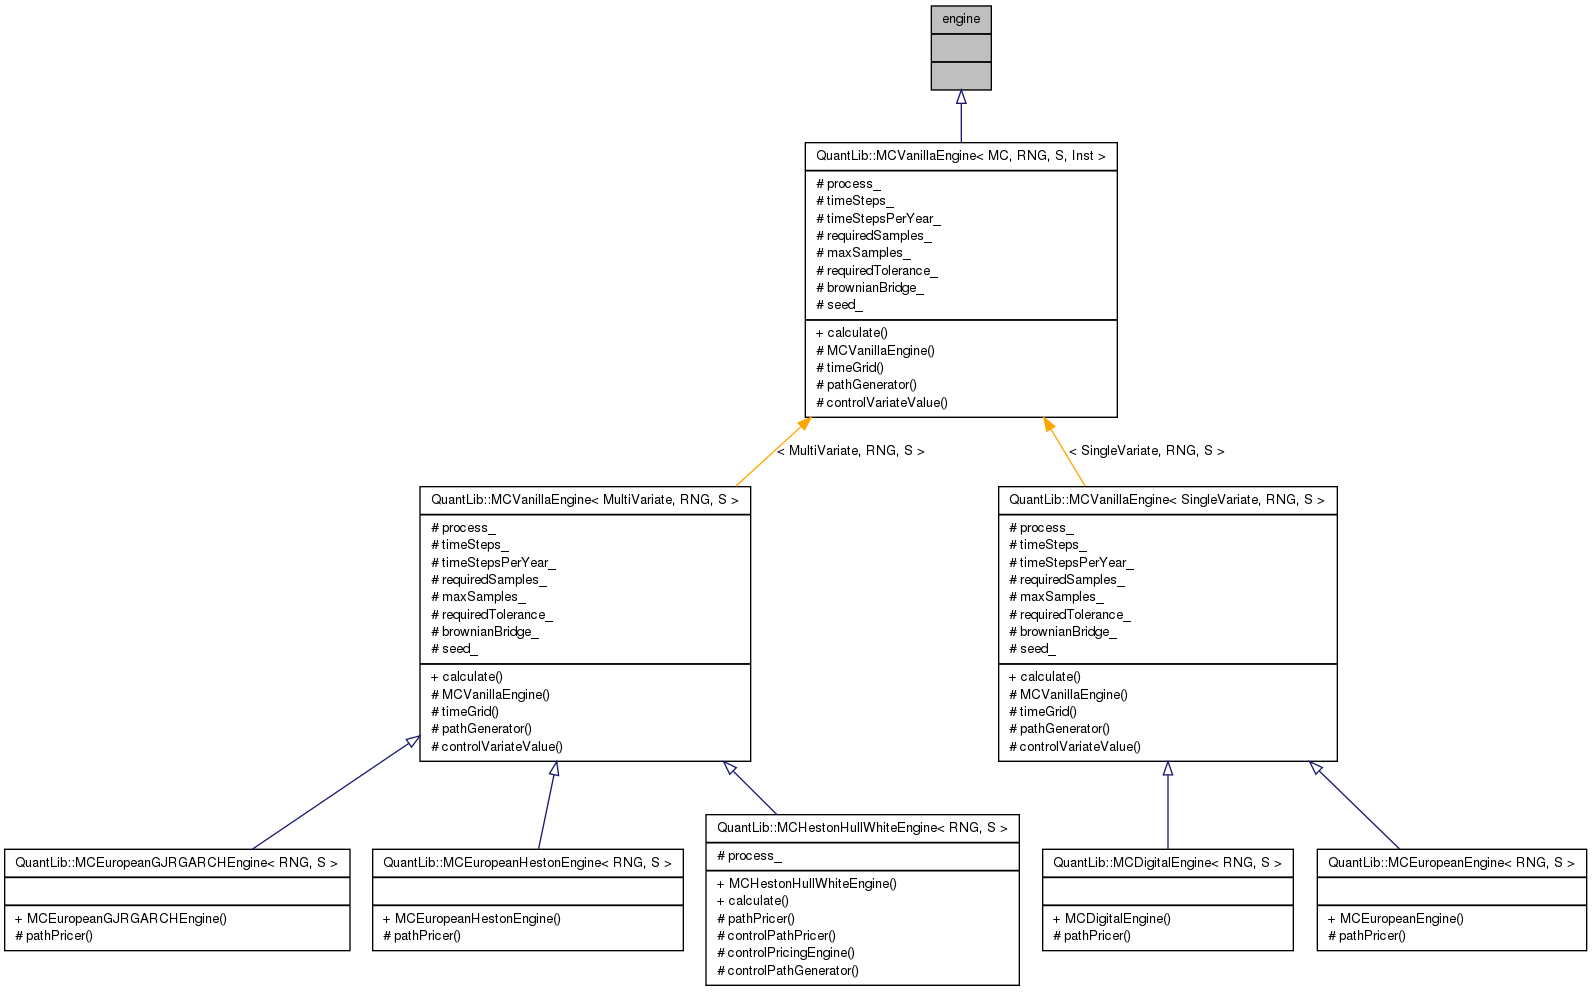 engine
QuantLib::MCVanillaEngine< MC, RNG, S, Inst >
# process_
# timeSteps_
# timeStepsPerYear_
# requiredSamples_
# maxSamples_
# requiredTolerance_
# brownianBridge_
# seed_
+ calculate()
# MCVanillaEngine()
# timeGrid()
# pathGenerator()
# controlVariateValue()
< MultiVariate, RNG, S >
< SingleVariate, RNG, S >
QuantLib::MCVanillaEngine< MultiVariate, RNG, S >
# process_
# timeSteps_
# timeStepsPerYear_
# requiredSamples_
# maxSamples_
# requiredTolerance_
# brownianBridge_
# seed_
+ calculate()
# MCVanillaEngine()
# timeGrid()
# pathGenerator()
# controlVariateValue()
QuantLib::MCVanillaEngine< SingleVariate, RNG, S >
# process_
# timeSteps_
# timeStepsPerYear_
# requiredSamples_
# maxSamples_
# requiredTolerance_
# brownianBridge_
# seed_
+ calculate()
# MCVanillaEngine()
# timeGrid()
# pathGenerator()
# controlVariateValue()
QuantLib::MCEuropeanGJRGARCHEngine< RNG, S >
+ MCEuropeanGJRGARCHEngine()
# pathPricer()
QuantLib::MCEuropeanHestonEngine< RNG, S >
+ MCEuropeanHestonEngine()
# pathPricer()
QuantLib::MCHestonHullWhiteEngine< RNG, S >
# process_
+ MCHestonHullWhiteEngine()
+ calculate()
# pathPricer()
# controlPathPricer()
# controlPricingEngine()
# controlPathGenerator()
QuantLib::MCDigitalEngine< RNG, S >
+ MCDigitalEngine()
# pathPricer()
QuantLib::MCEuropeanEngine< RNG, S >
+ MCEuropeanEngine()
# pathPricer()